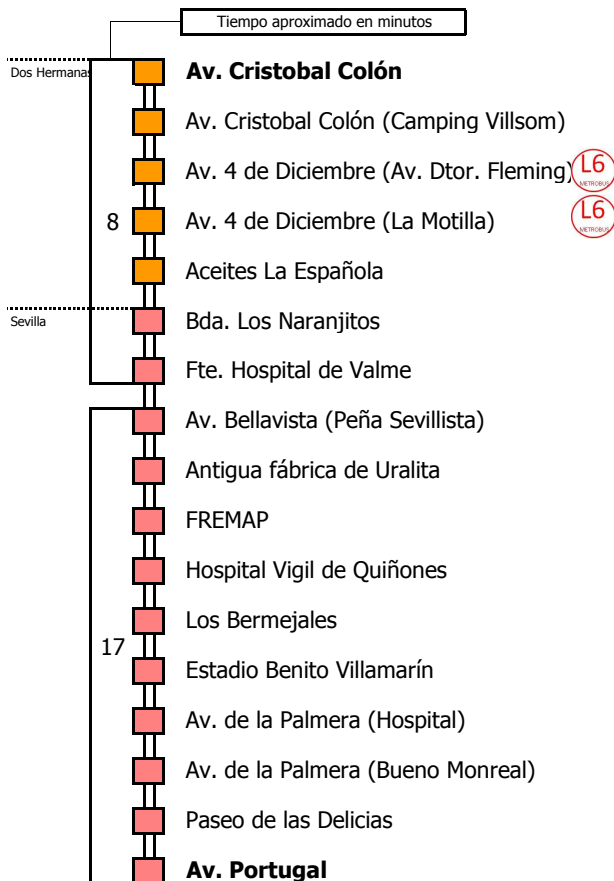 Tiempo aproximado en minutos
Dos Hermanas
Av. Cristobal Colón
Av. Cristobal Colón (Camping Villsom)
Av. 4 de Diciembre (Av. Dtor. Fleming)
L6
METROBUS
8
Av. 4 de Diciembre (La Motilla)
L6
METROBUS
Aceites La Española
Sevilla
Bda. Los Naranjitos
Fte. Hospital de Valme
Av. Bellavista (Peña Sevillista)
Antigua fábrica de Uralita
FREMAP
Hospital Vigil de Quiñones
Los Bermejales
17
Estadio Benito Villamarín
Av. de la Palmera (Hospital)
Av. de la Palmera (Bueno Monreal)
Paseo de las Delicias
Av. Portugal